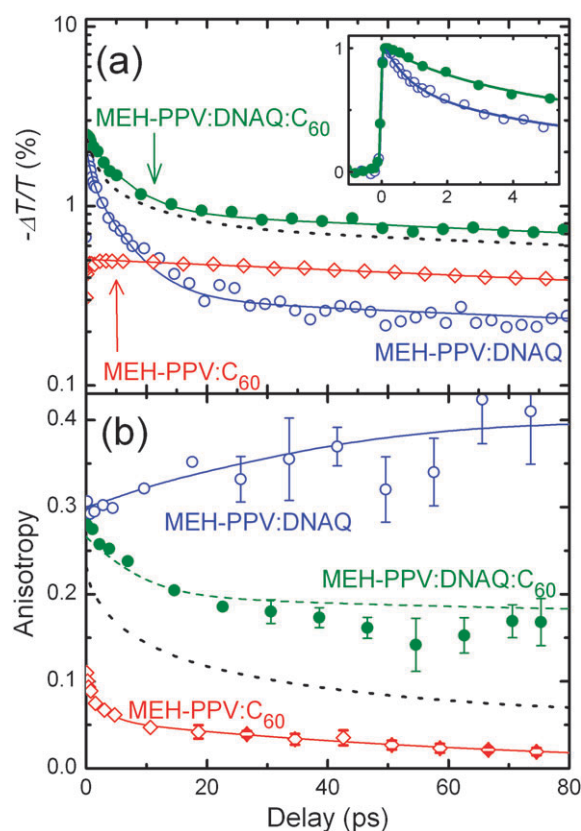 10
(a)
MEH-PPV:DNAQ:C60
1
0
0
2
4
-ΔT/T (%)
1
MEH-PPV:C60
MEH-PPV:DNAQ
0.1
0.4
(b)
MEH-PPV:DNAQ
0.3
MEH-PPV:DNAQ:C60
Anisotropy
0.2
0.1
MEH-PPV:C60
0.0
0
20
40
60
80
Delay (ps)